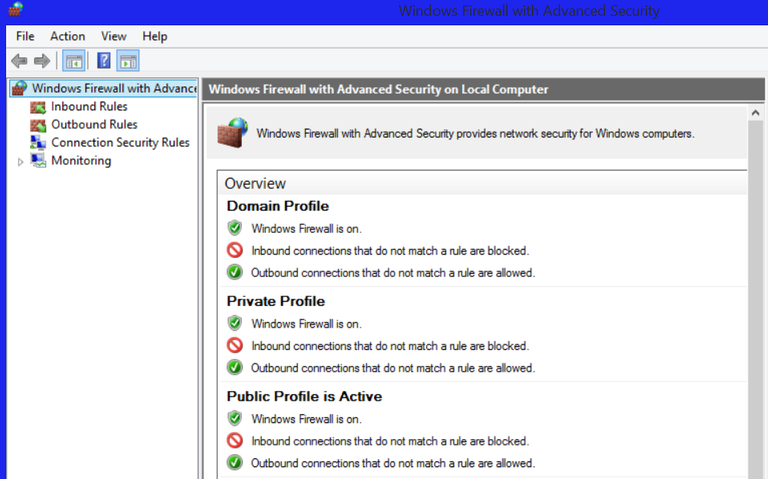 Windows Firewall with Advanced Security
File Action View Help
Windows Firewall with Advance
Inbound Rules
Outbound Rules
Connection Security Rules
Monitoring
Windows Firewall with Advanced Security on Local Computer
Windows Firewall with Advanced Security provides network security for Windows computers.
Overview
Domain Profile
Windows Firewall is on.
Inbound connections that do not match a rule are blocked.
Outbound connections that do not match a rule are allowed.
Private Profile
Windows Firewall is on.
Inbound connections that do not match a rule are blocked.
Outbound connections that do not match a rule are allowed.
Public Profile is Active
Windows Firewall is on.
Inbound connections that do not match a rule are blocked.
Outbound connections that do not match a rule are allowed.